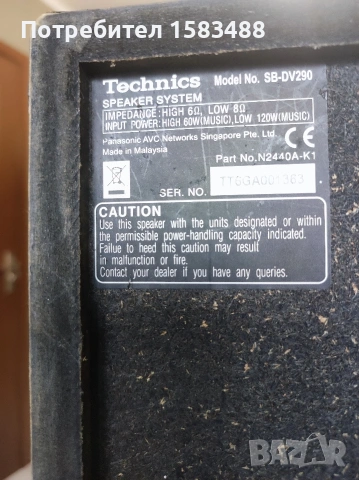 Потребител 1583488
Technics Model No. SB-DV290
SPEAKER SYSTEM
IMPEDANCE: HIGH 6Ω, LOW 8Ω
INPUT POWER: HIGH 60W(MUSIC), LOW 120W(MUSIC)
Panasonic AVC Networks Singapore Pte. Ltd.
Made in Malaysia
CE
Part No.N2440A-K1
SER. NO. TT6GA001363
CAUTION
Use this speaker with the units designated or within
the permissible power-handling capacity indicated.
Failure to heed this caution may result
in malfunction or fire.
Contact your dealer if you have any queries.
BAZAR